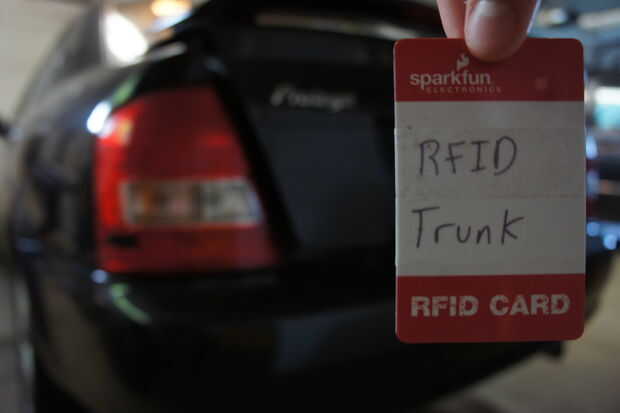 sparkfun
ELECTRONICS
RFID
Trunk
RFID CARD